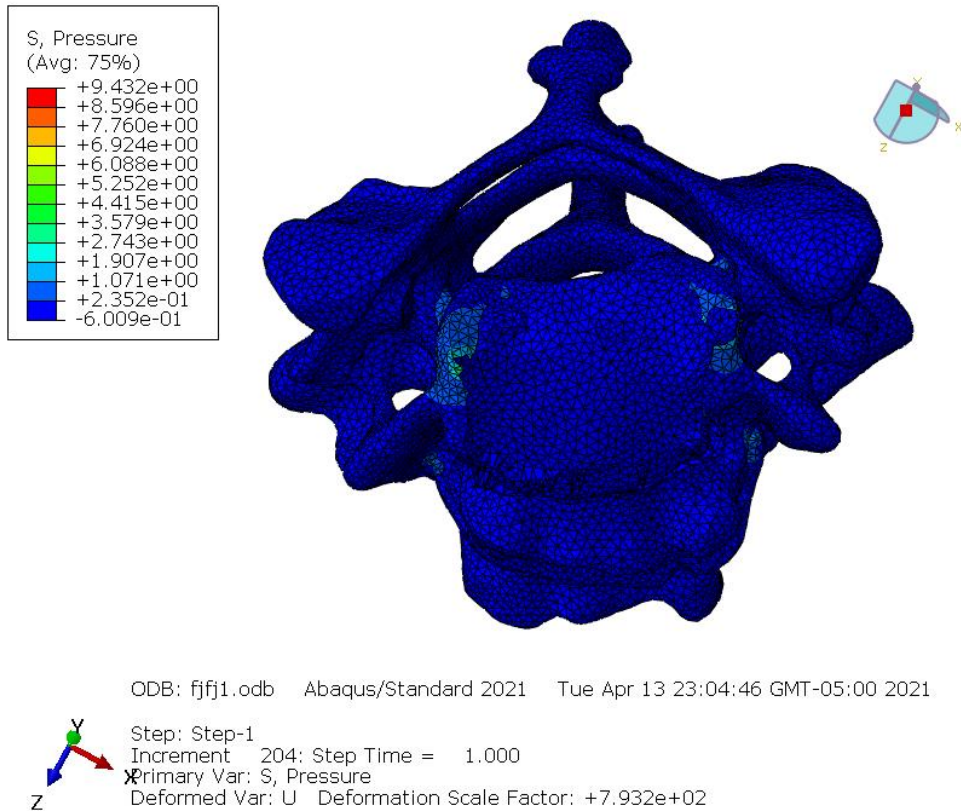 S, Pressure
(Avg: 75%)
+9.432e+00
+8.596e+00
+7.760e+00
+6.924e+00
+6.088e+00
+5.252e+00
+4.415e+00
+3.579e+00
+2.743e+00
+1.907e+00
+1.071e+00
+2.352e-01
-6.009e-01
Y
X
Z
ODB: fjfj1.odb    Abaqus/Standard 2021    Tue Apr 13 23:04:46 GMT-05:00 2021
Step: Step-1
Increment    204: Step Time =    1.000
Primary Var: S, Pressure
Deformed Var: U   Deformation Scale Factor: +7.932e+02
Y
X
Z